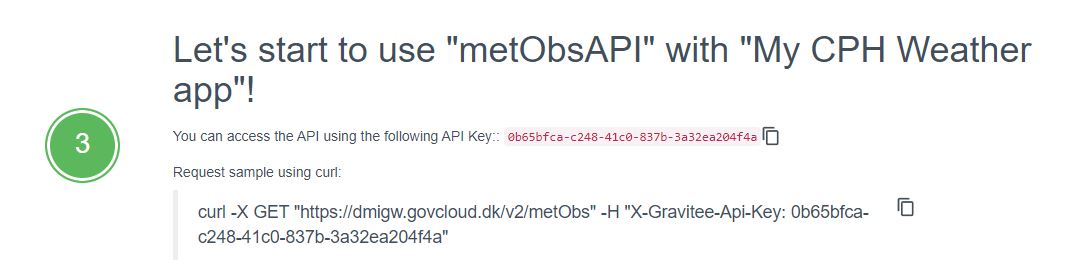 Let's start to use "metObsAPI" with "My CPH Weather
app"!
3
You can access the API using the following API Key:: 0b65bfca-c248-41c0-837b-3a32ea204f4a
Request sample using curl:
curl -X GET "https://dmigw.govcloud.dk/v2/metObs" -H "X-Gravitee-Api-Key: 0b65bfca-
c248-41c0-837b-3a32ea204f4a"